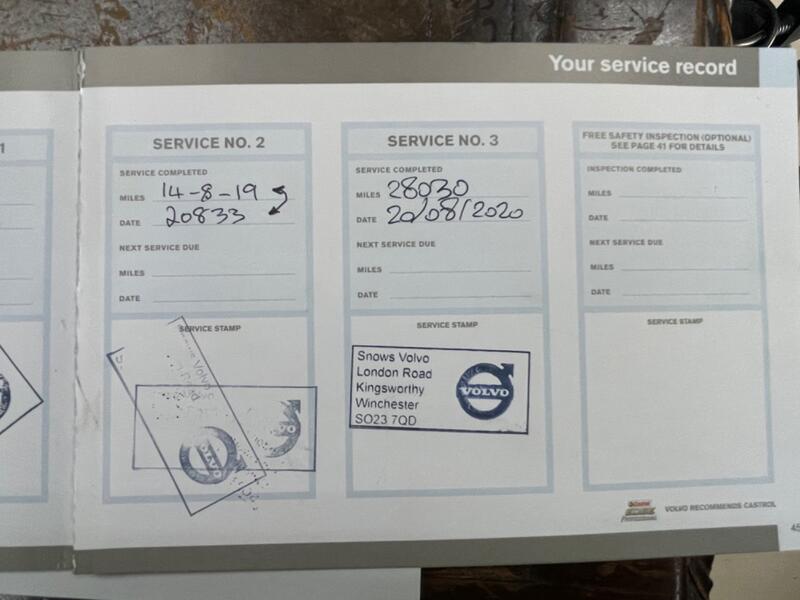 Your service record
1
SERVICE NO. 2
SERVICE COMPLETED
MILES 14-8-19
DATE 20833
NEXT SERVICE DUE
MILES
DATE
SERVICE STAMP
Volvo
VOLVO
SERVICE NO. 3
SERVICE COMPLETED
MILES 28030
DATE 20/08/2020
NEXT SERVICE DUE
MILES
DATE
SERVICE STAMP
Snows Volvo
London Road
Kingsworthy
Winchester
SO23 7QD
VOLVO
FREE SAFETY INSPECTION (OPTIONAL)
SEE PAGE 41 FOR DETAILS
INSPECTION COMPLETED
MILES
DATE
NEXT SERVICE DUE
MILES
DATE
SERVICE STAMP
Castrol
EDGE
Professional
VOLVO RECOMMENDS CASTROL
45